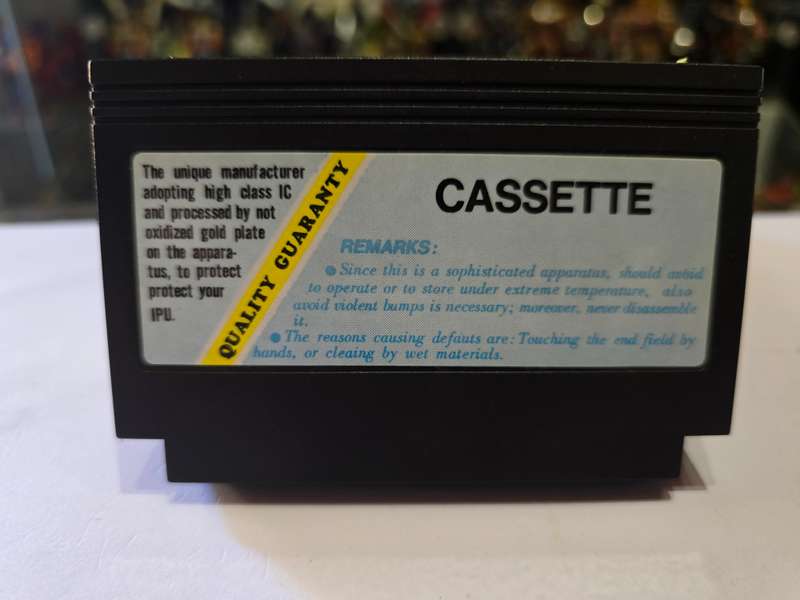 The unique manufacturer
adopting high class IC
and processed by not
oxidized gold plate
on the appara-
tus, to protect
protect your
IPU.
QUALITY GUARANTY
CASSETTE
REMARKS:
● Since this is a sophisticated apparatus, should avoid
to operate or to store under extreme temperature, also
avoid violent bumps is necessary; moreover, never disassemble
it.
● The reasons causing defauts are: Touching the end field by
hands, or cleaing by wet materials.